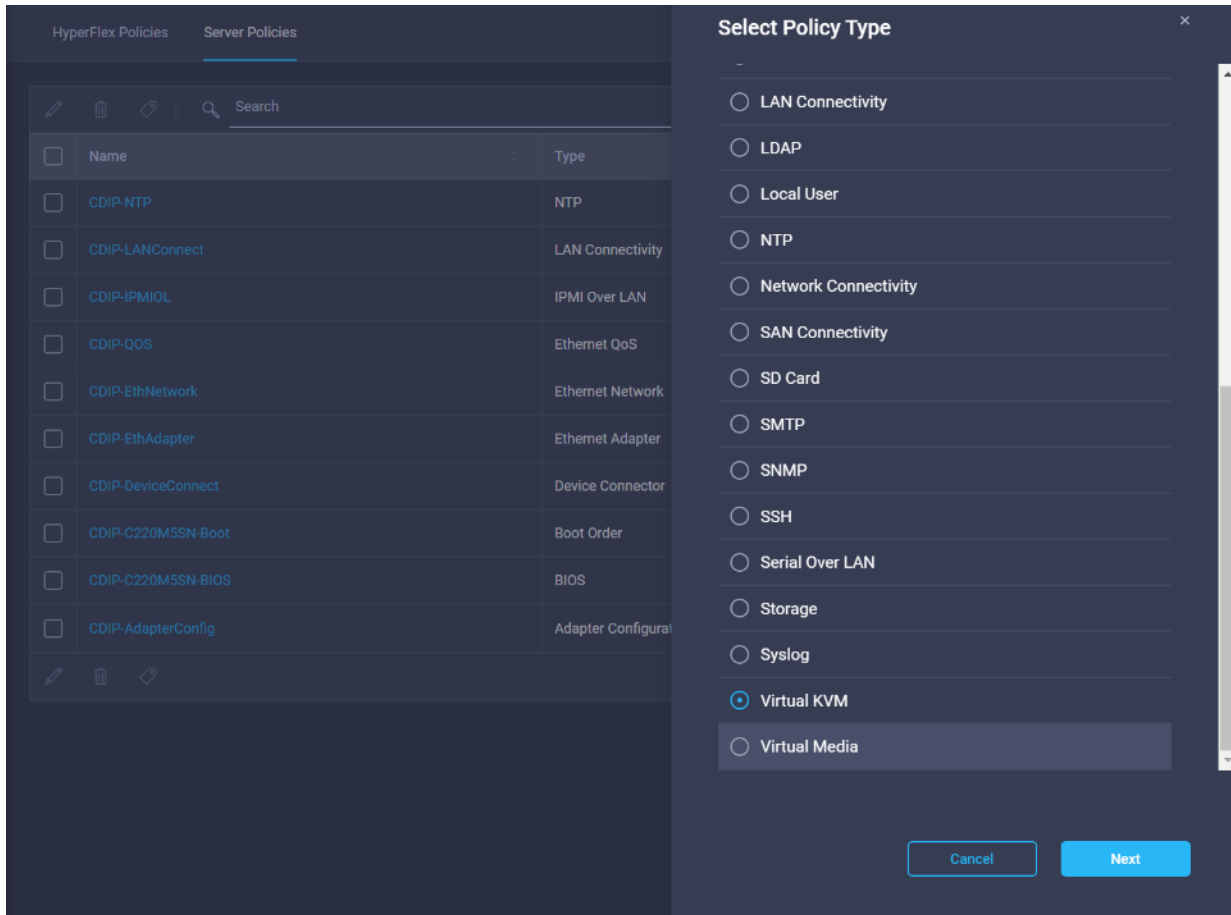 HyperFlex Policies
Server Policies
Search
Name
Type
CDIP-NTP
NTP
CDIP-LANConnect
LAN Connectivity
CDIP-IPMIOL
IPMI Over LAN
CDIP-QOS
Ethernet QoS
CDIP-EthNetwork
Ethernet Network
CDIP-EthAdapter
Ethernet Adapter
CDIP-DeviceConnect
Device Connector
CDIP-C220M5SN-Boot
Boot Order
CDIP-C220M5SN-BIOS
BIOS
CDIP-AdapterConfig
Adapter Configurat
Select Policy Type
LAN Connectivity
LDAP
Local User
NTP
Network Connectivity
SAN Connectivity
SD Card
SMTP
SNMP
SSH
Serial Over LAN
Storage
Syslog
Virtual KVM
Virtual Media
Cancel
Next